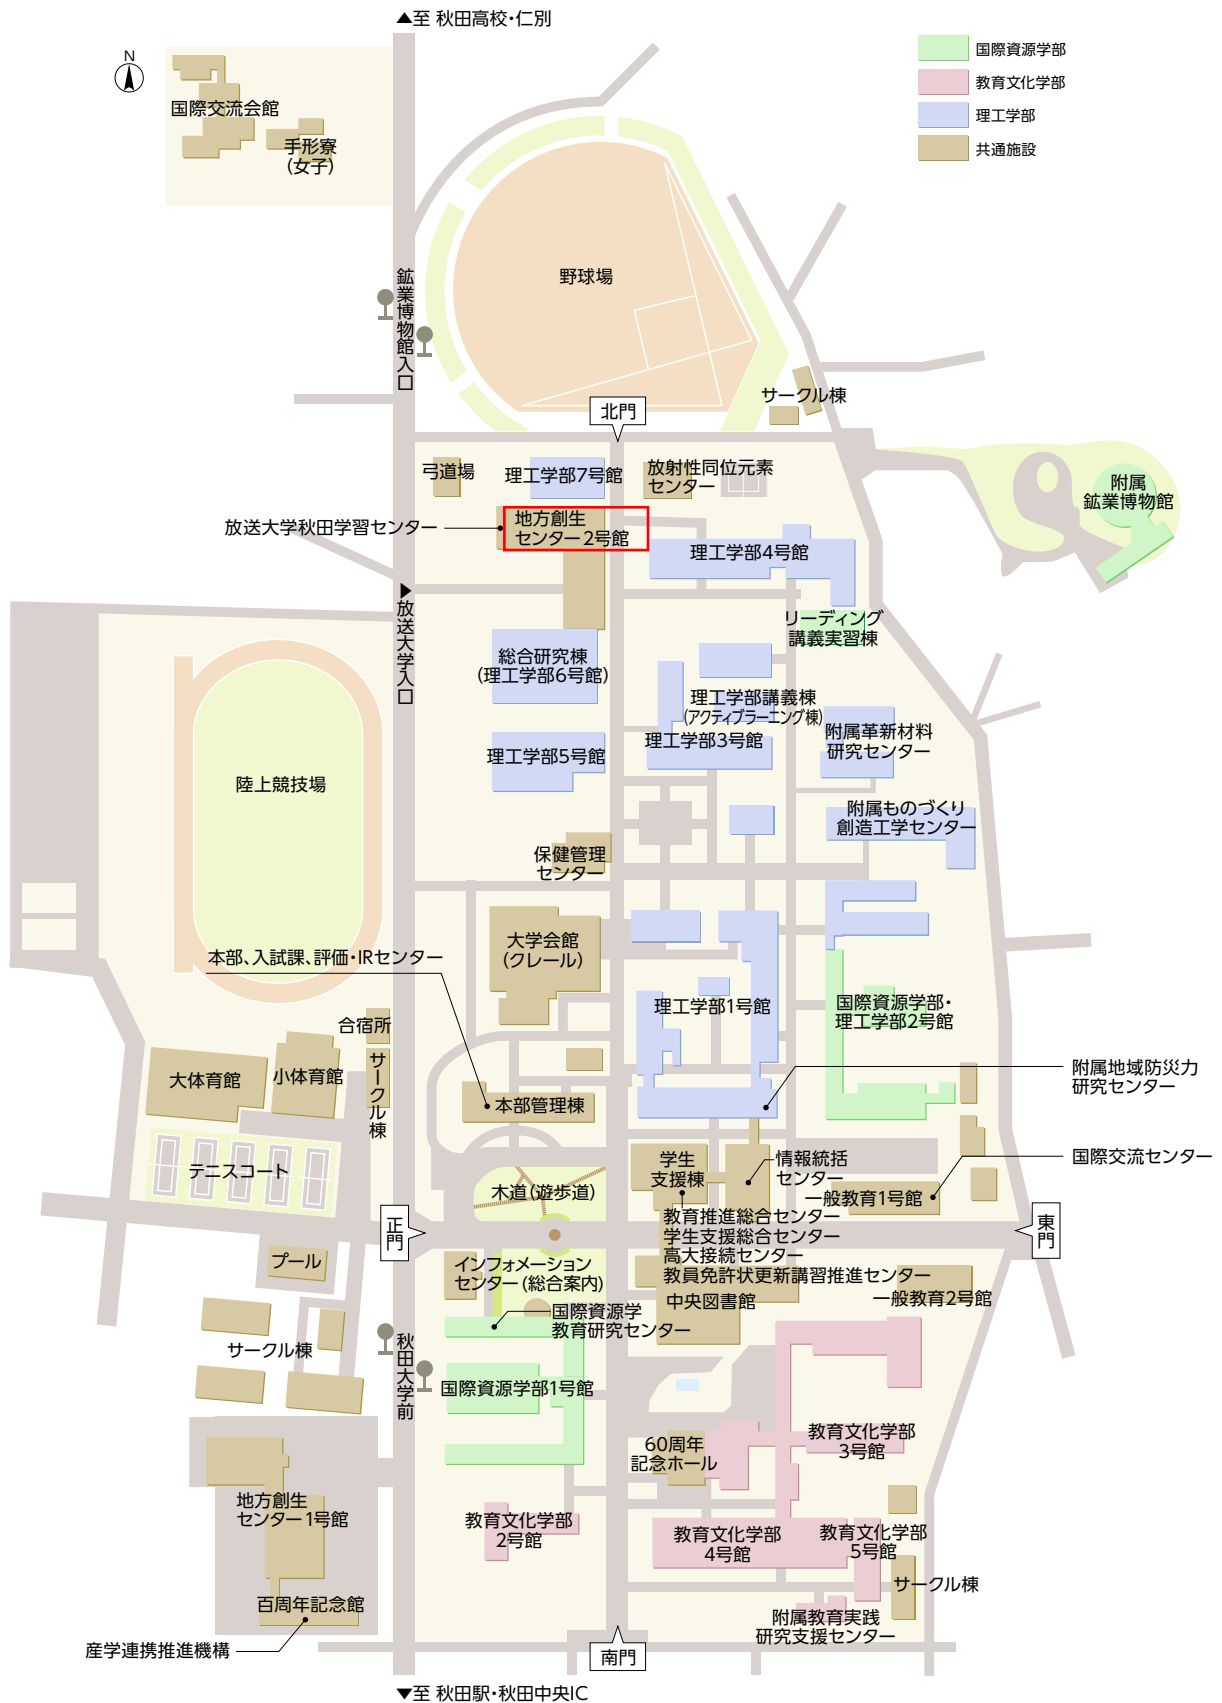 ▲至 秋田高校・仁別
N
国際資源学部
教育文化学部
理工学部
共通施設
国際交流会館
手形寮
(女子)
鉱業博物館入口
野球場
サークル棟
北門
弓道場
理工学部7号館
放射性同位元素
センター
附属
鉱業博物館
放送大学秋田学習センター
地方創生
センター2号館
理工学部4号館
▶放送大学入口
リーディング
講義実習棟
総合研究棟
(理工学部6号館)
理工学部講義棟
(アクティブラーニング棟)
理工学部3号館
附属革新材料
研究センター
理工学部5号館
陸上競技場
附属ものづくり
創造工学センター
保健管理
センター
大学会館
(クレール)
本部、入試課、評価・IRセンター
理工学部1号館
国際資源学部・
理工学部2号館
合宿所
大体育館
小体育館
サークル棟
附属地域防災力
研究センター
本部管理棟
テニスコート
学生
支援棟
情報統括
センター
国際交流センター
木道(遊歩道)
一般教育1号館
正門
教育推進総合センター
学生支援総合センター
高大接続センター
教員免許状更新講習推進センター
東門
プール
インフォメーション
センター(総合案内)
中央図書館
一般教育2号館
国際資源学
教育研究センター
サークル棟
秋田大学前
国際資源学部1号館
60周年
記念ホール
教育文化学部
3号館
地方創生
センター1号館
教育文化学部
2号館
教育文化学部
4号館
教育文化学部
5号館
サークル棟
百周年記念館
附属教育実践
研究支援センター
産学連携推進機構
南門
▼至 秋田駅・秋田中央IC